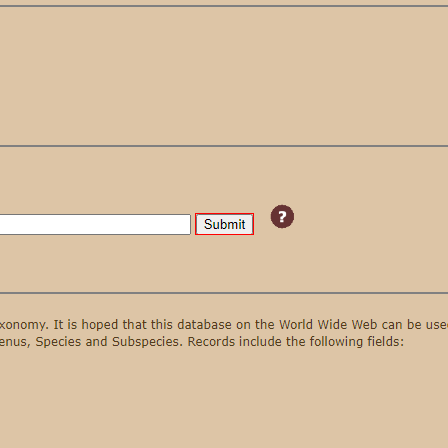 Submit ?
xonomy. It is hoped that this database on the World Wide Web can be use
enus, Species and Subspecies. Records include the following fields: